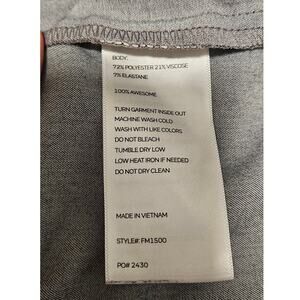 BODY:
72% POLYESTER 21% VISCOSE
7% ELASTANE
100% AWESOME
TURN GARMENT INSIDE OUT
MACHINE WASH COLD
WASH WITH LIKE COLORS
DO NOT BLEACH
TUMBLE DRY LOW
LOW HEAT IRON IF NEEDED
DO NOT DRY CLEAN
MADE IN VIETNAM
STYLE#: FM1500
PO# 2430